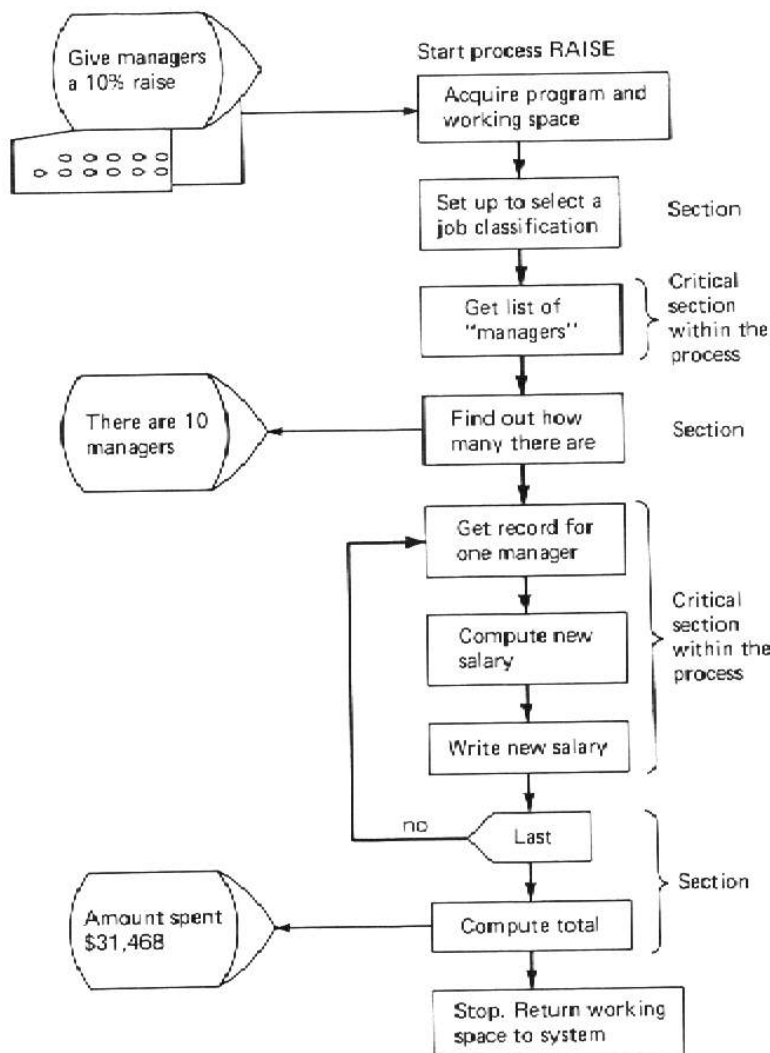 Give managers
a 10% raise
Start process RAISE
Acquire program and
working space
Set up to select a
job classification
Section
Get list of
"managers"
Critical
section
within the
process
There are 10
managers
Find out how
many there are
Section
Get record for
one manager
Compute new
salary
Write new salary
Critical
section
within the
process
no
Last
Section
Amount spent
$31,468
Compute total
Stop. Return working
space to system